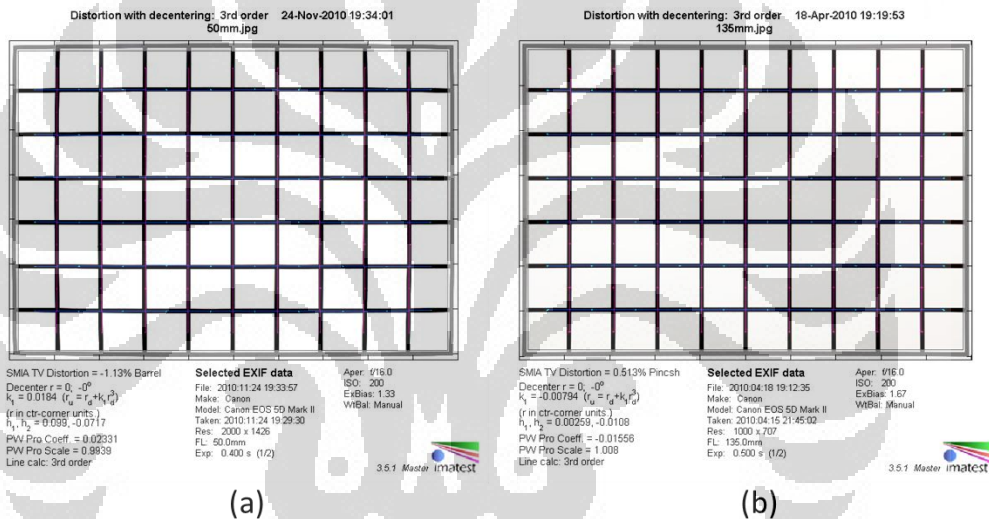 Distortion with decentering: 3rd order 24-Nov-2010 19:34:01
50mm.jpg
SMIA TV Distortion = -1.13% Barrel
Decenter r = 0; -0º
k₁ = 0.0184 (rᵤ = r_d+k₁r_d³)
(r in ctr-corner units.)
h₁, h₂ = 0.099, -0.0717
PW Pro Coeff. = 0.02331
PW Pro Scale = 0.9839
Line calc: 3rd order
Selected EXIF data
File: 2010:11:24 19:33:57
Make: Canon
Model: Canon EOS 5D Mark II
Taken: 2010:11:24 19:29:30
Res: 2000 x 1426
FL: 50.0mm
Exp: 0.400 s (1/2)
Aper: f/16.0
ISO: 200
ExBias: 1.33
WtBal: Manual
3.5.1 Master imatest
(a)
Distortion with decentering: 3rd order 18-Apr-2010 19:19:53
135mm.jpg
SMIA TV Distortion = 0.513% Pincsh
Decenter r = 0; -0º
k₁ = -0.00794 (rᵤ = r_d+k₁r_d³)
(r in ctr-corner units.)
h₁, h₂ = 0.00259, -0.0108
PW Pro Coeff. = -0.01556
PW Pro Scale = 1.008
Line calc: 3rd order
Selected EXIF data
File: 2010:04:18 19:12:35
Make: Canon
Model: Canon EOS 5D Mark II
Taken: 2010:04:15 21:45:02
Res: 1000 x 707
FL: 135.0mm
Exp: 0.500 s (1/2)
Aper: f/16.0
ISO: 200
ExBias: 1.67
WtBal: Manual
3.5.1 Master imatest
(b)